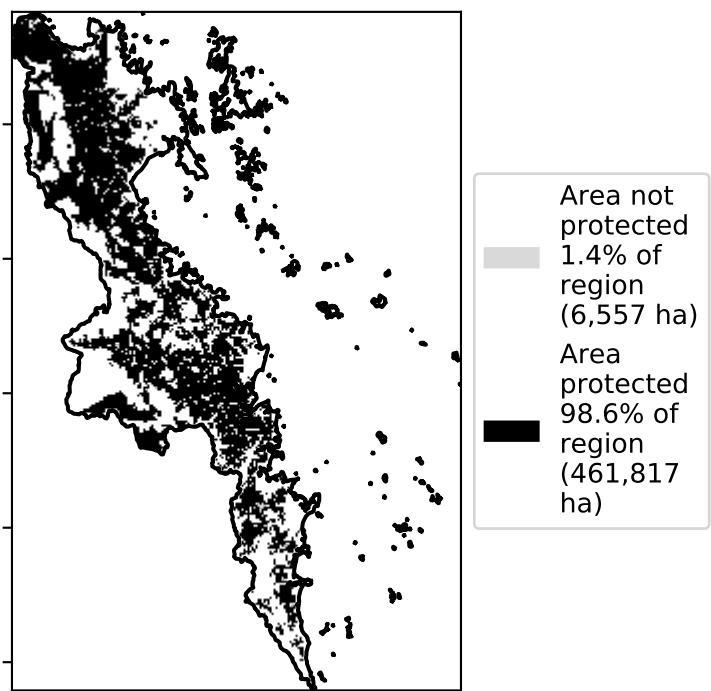 Area not
protected
1.4% of
region
(6,557 ha)
Area
protected
98.6% of
region
(461,817
ha)